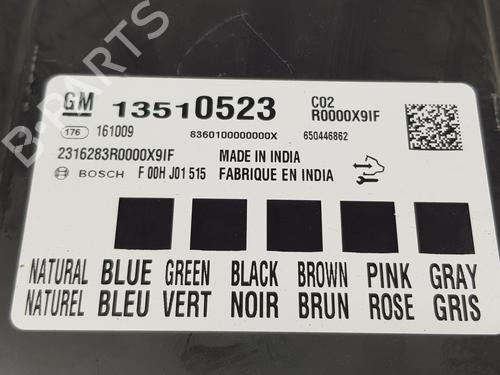 B-PARTS
GM 13510523 C02
R0000X9IF
176 161009 8360100000000X 650446862
2316283R0000X9IF MADE IN INDIA
BOSCH F 00H J01 515 FABRIQUE EN INDIA
NATURAL BLUE GREEN BLACK BROWN PINK GRAY
NATUREL BLEU VERT NOIR BRUN ROSE GRIS